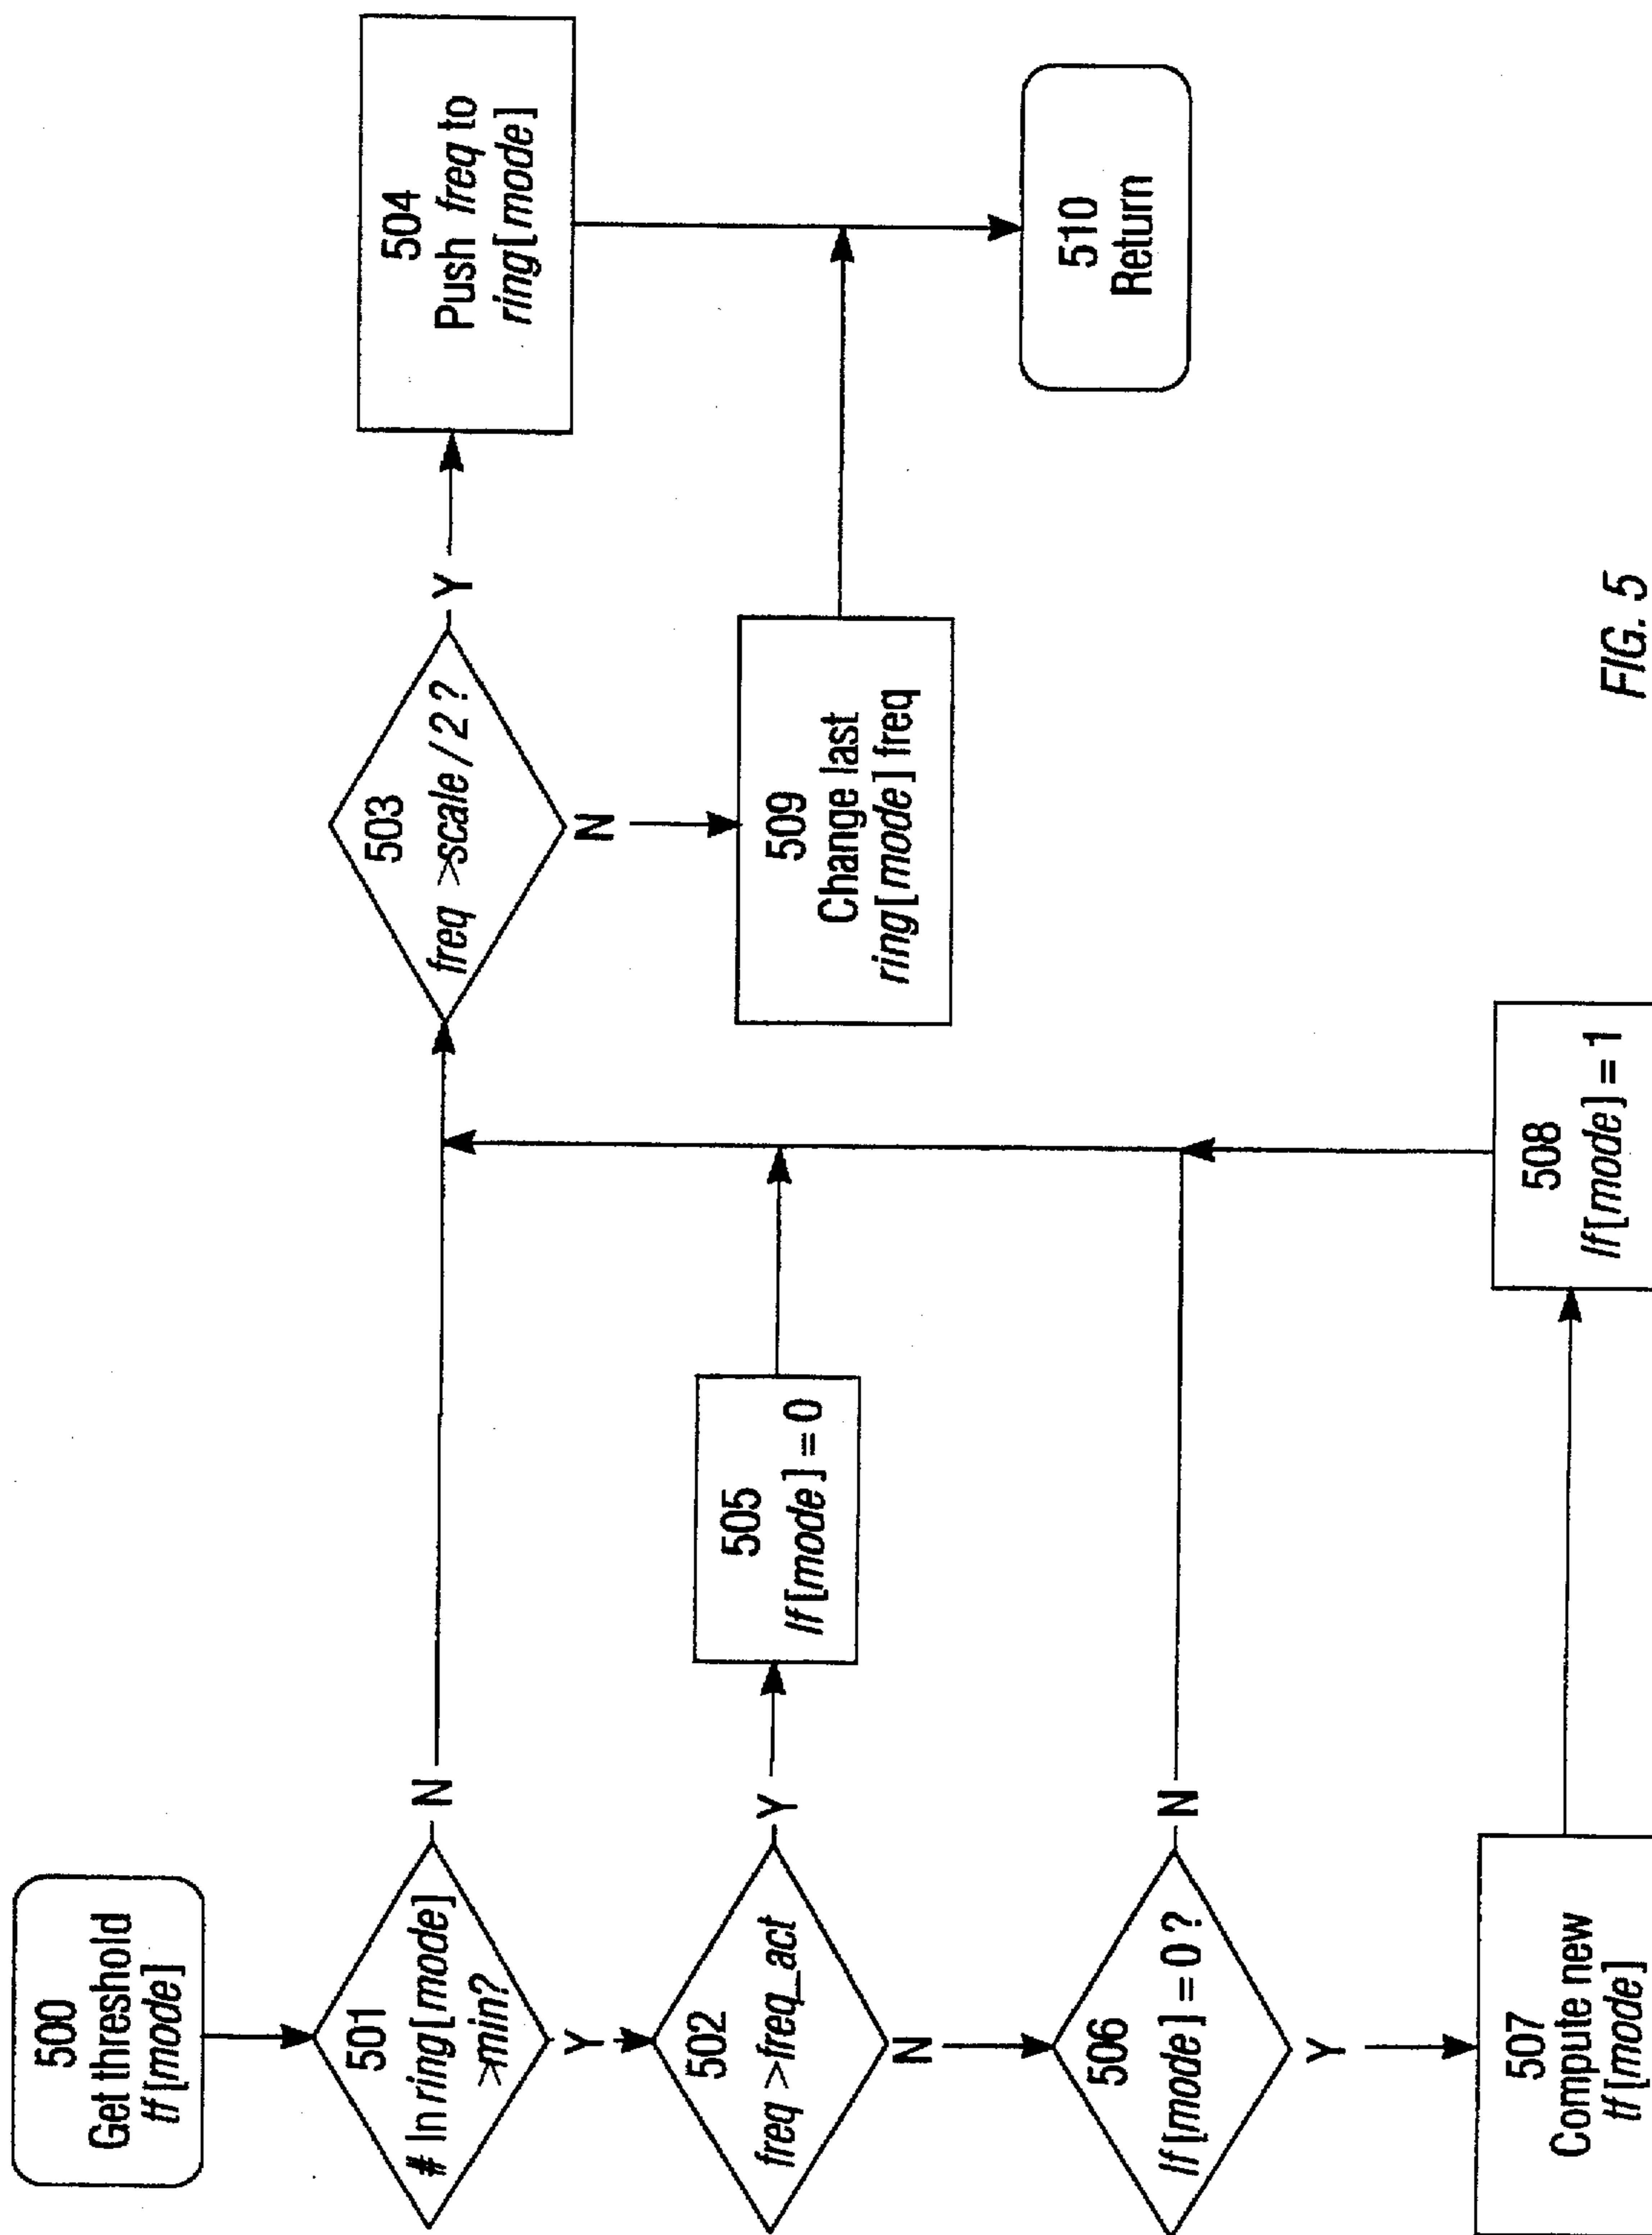 500
Get threshold
tf[mode]
501
# In ring[mode]
>min?
N
Y
502
freq >freq_act
Y
N
505
lf[mode] = 0
506
lf[mode] = 0 ?
N
Y
507
Compute new
tf[mode]
508
lf[mode] = 1
503
freq >scale / 2 ?
Y
N
504
Push freq to
ring[mode]
509
Change last
ring[mode] freq
510
Return
FIG. 5